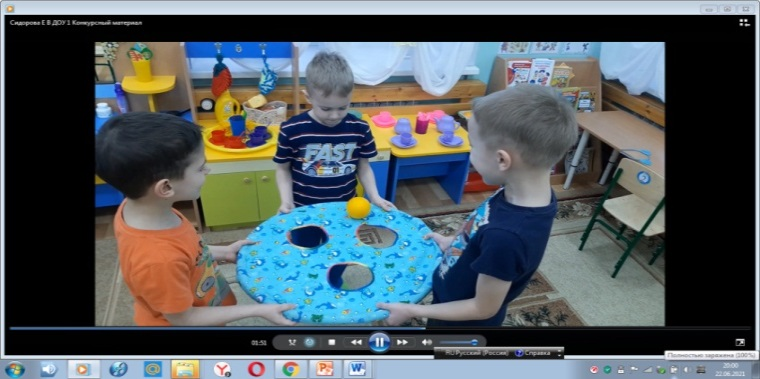 Сидорова Е В ДОУ 1 Конкурсный материал
FAST
01:51
RU Русский (Россия) Справка
Полностью заряжена (100%)
20:00
22.06.2021